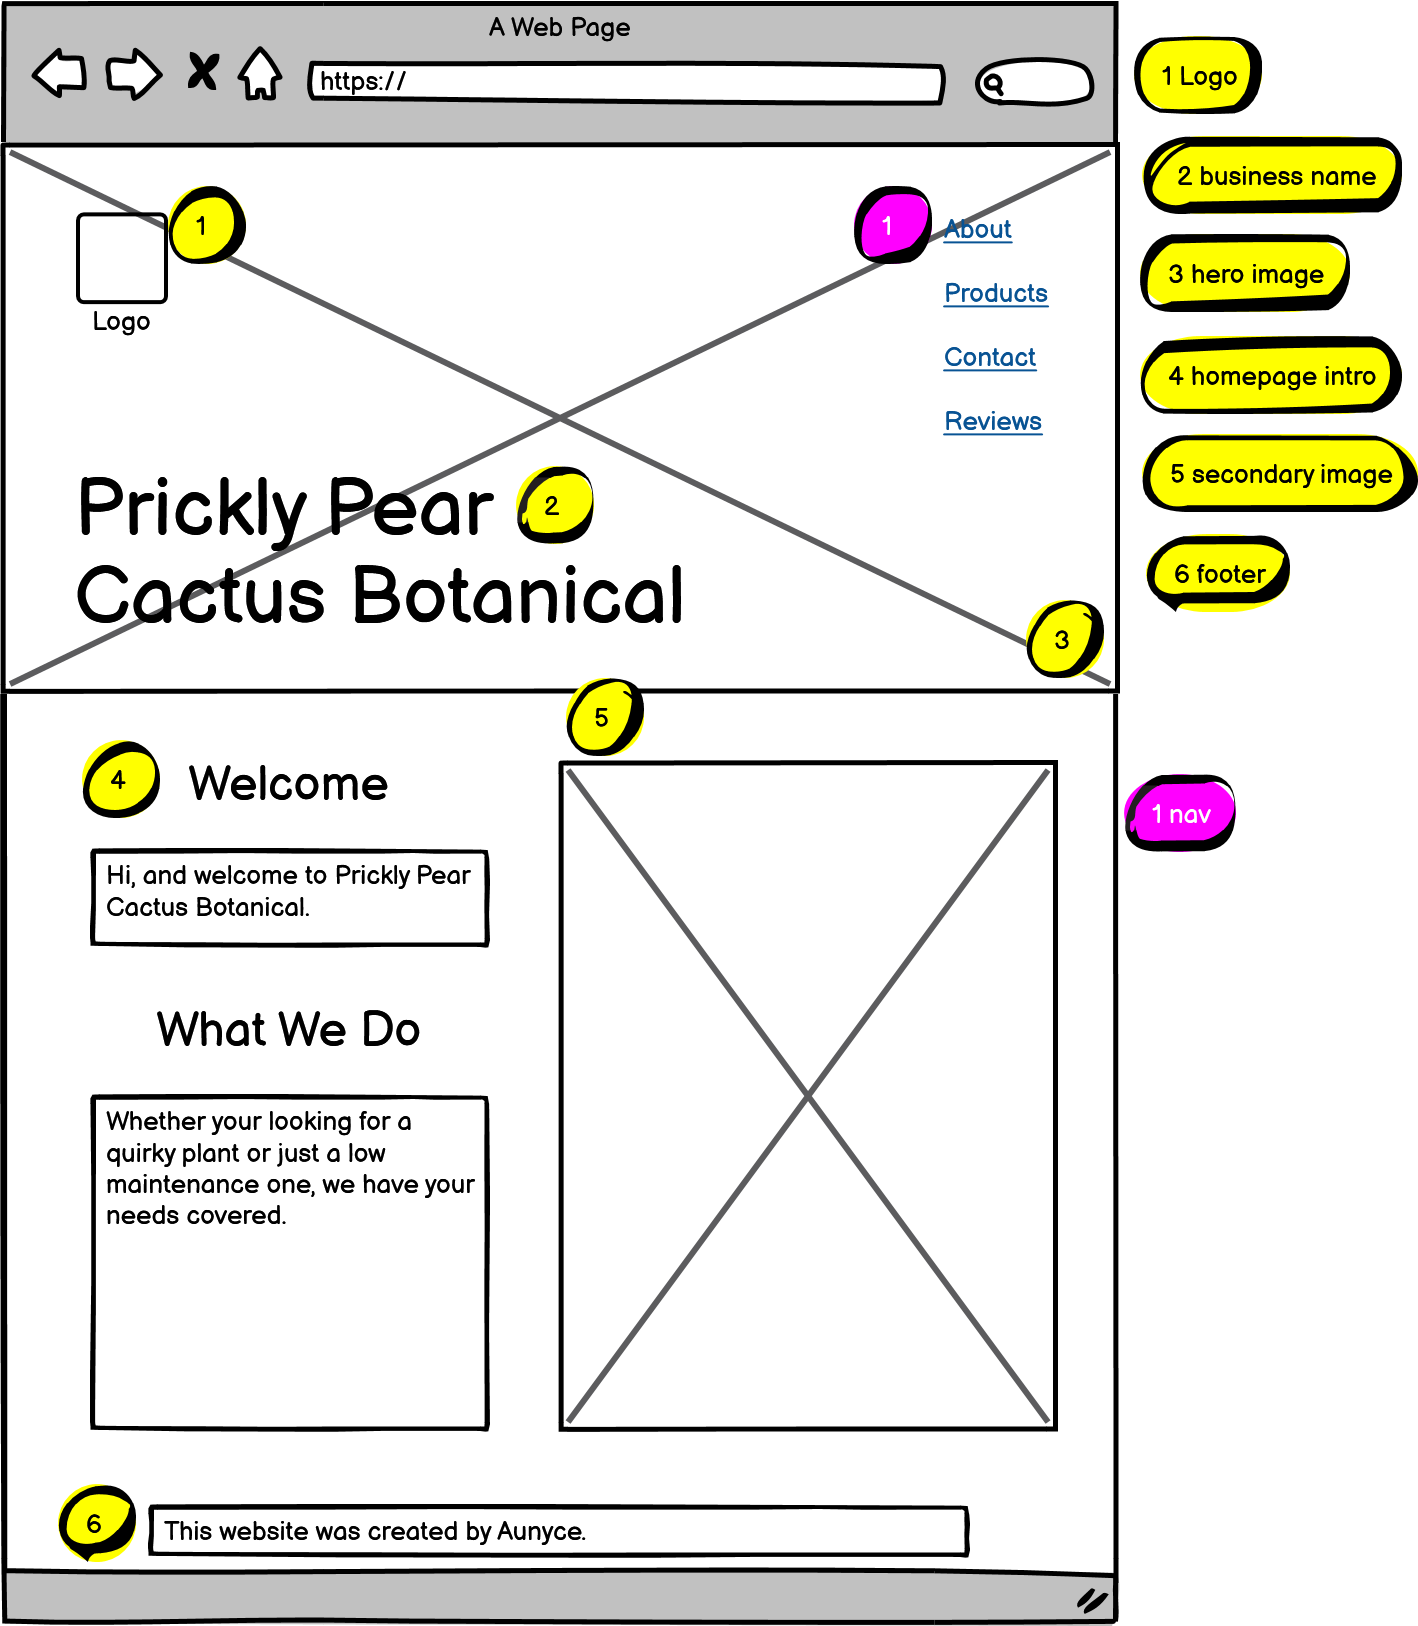 A Web Page
https://
1 Logo
2 business name
3 hero image
4 homepage intro
5 secondary image
6 footer
1 nav
1
Logo
1
About
Products
Contact
Reviews
Prickly Pear
2
Cactus Botanical
3
5
4
Welcome
Hi, and welcome to Prickly Pear
Cactus Botanical.
What We Do
Whether your looking for a
quirky plant or just a low
maintenance one, we have your
needs covered.
6
This website was created by Aunyce.